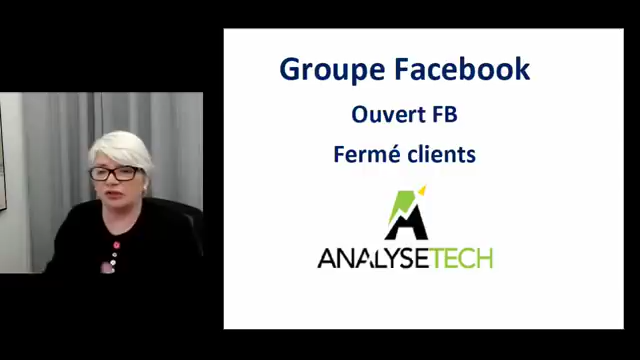 Groupe Facebook
Ouvert FB
Fermé clients
ANALYSETECH